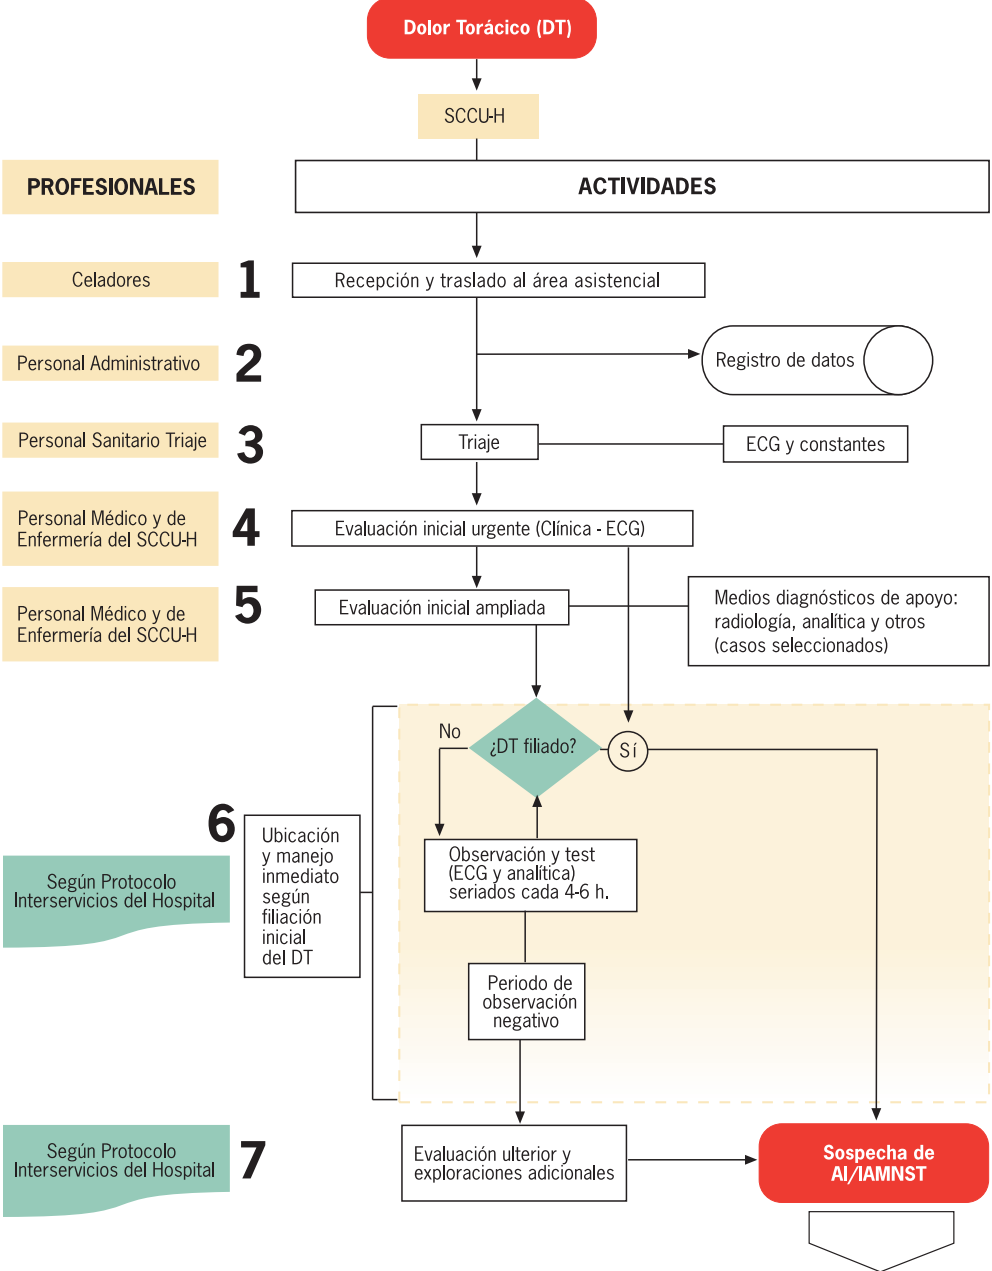 Dolor Torácico (DT)
SCCU-H
PROFESIONALES
ACTIVIDADES
Celadores
1
Recepción y traslado al área asistencial
Personal Administrativo
2
Registro de datos
Personal Sanitario Triaje
3
Triaje
ECG y constantes
Personal Médico y de
Enfermería del SCCU-H
4
Evaluación inicial urgente (Clínica - ECG)
Personal Médico y de
Enfermería del SCCU-H
5
Evaluación inicial ampliada
Medios diagnósticos de apoyo:
radiología, analítica y otros
(casos seleccionados)
No
¿DT filiado?
Sí
6
Según Protocolo
Interservicios del Hospital
Ubicación
y manejo
inmediato
según
filiación
inicial
del DT
Observación y test
(ECG y analítica)
seriados cada 4-6 h.
Periodo de
observación
negativo
Según Protocolo
Interservicios del Hospital
7
Evaluación ulterior y
exploraciones adicionales
Sospecha de
AI/IAMNST